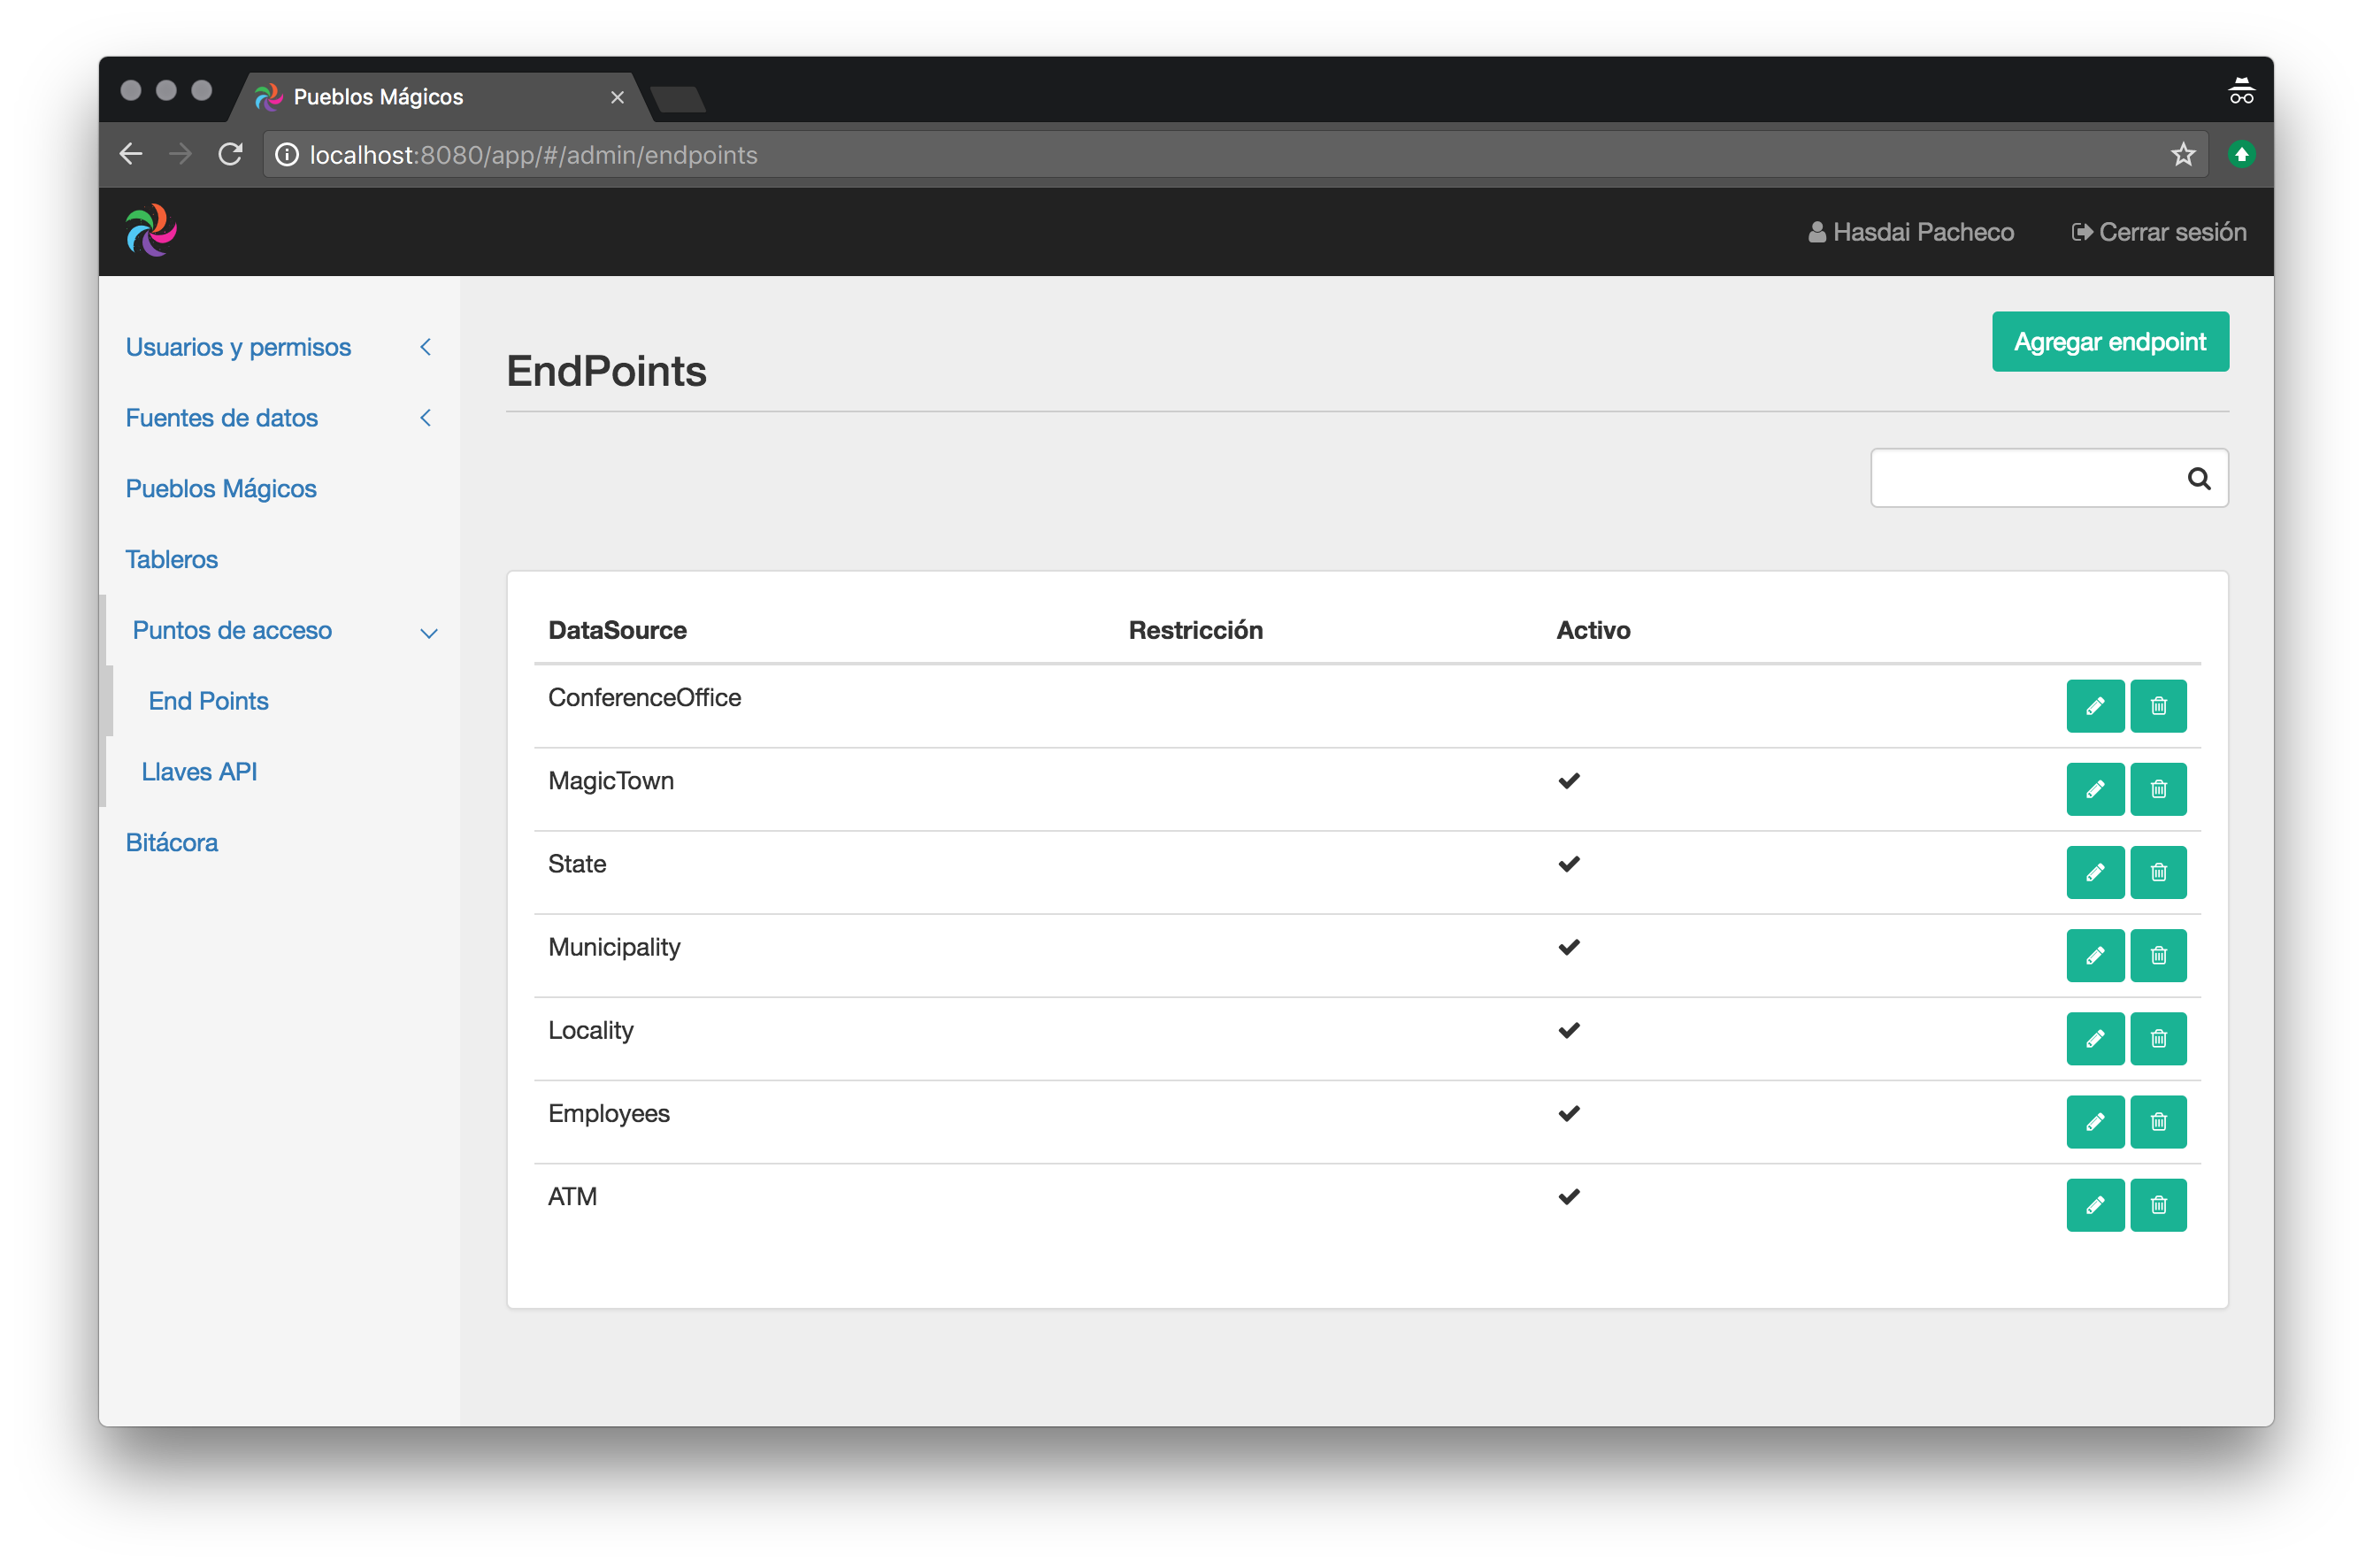 Pueblos Mágicos
localhost:8080/app/#/admin/endpoints
Hasdai Pacheco
Cerrar sesión
Usuarios y permisos
Fuentes de datos
Pueblos Mágicos
Tableros
Puntos de acceso
End Points
Llaves API
Bitácora
EndPoints
Agregar endpoint
DataSource Restricción Activo
ConferenceOffice
MagicTown
State
Municipality
Locality
Employees
ATM